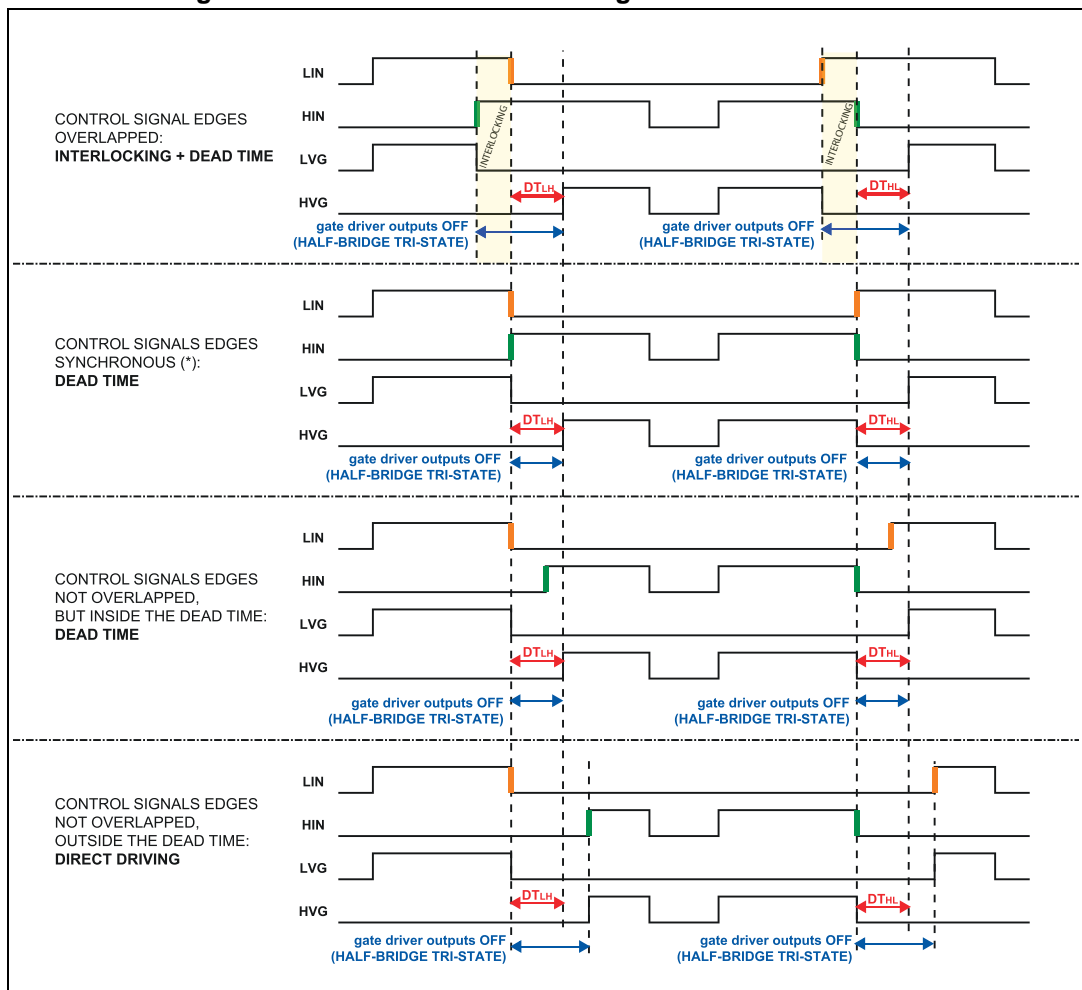 LIN
HIN
INTERLOCKING
INTERLOCKING
CONTROL SIGNAL EDGES
OVERLAPPED:
INTERLOCKING + DEAD TIME
LVG
DTLH
DTHL
HVG
gate driver outputs OFF
(HALF-BRIDGE TRI-STATE)
gate driver outputs OFF
(HALF-BRIDGE TRI-STATE)
LIN
CONTROL SIGNALS EDGES
SYNCHRONOUS (*):
DEAD TIME
HIN
LVG
DTLH
DTHL
HVG
gate driver outputs OFF
(HALF-BRIDGE TRI-STATE)
gate driver outputs OFF
(HALF-BRIDGE TRI-STATE)
LIN
CONTROL SIGNALS EDGES
NOT OVERLAPPED,
BUT INSIDE THE DEAD TIME:
DEAD TIME
HIN
LVG
DTLH
DTHL
HVG
gate driver outputs OFF
(HALF-BRIDGE TRI-STATE)
gate driver outputs OFF
(HALF-BRIDGE TRI-STATE)
LIN
CONTROL SIGNALS EDGES
NOT OVERLAPPED,
OUTSIDE THE DEAD TIME:
DIRECT DRIVING
HIN
LVG
DTLH
DTHL
HVG
gate driver outputs OFF
(HALF-BRIDGE TRI-STATE)
gate driver outputs OFF
(HALF-BRIDGE TRI-STATE)